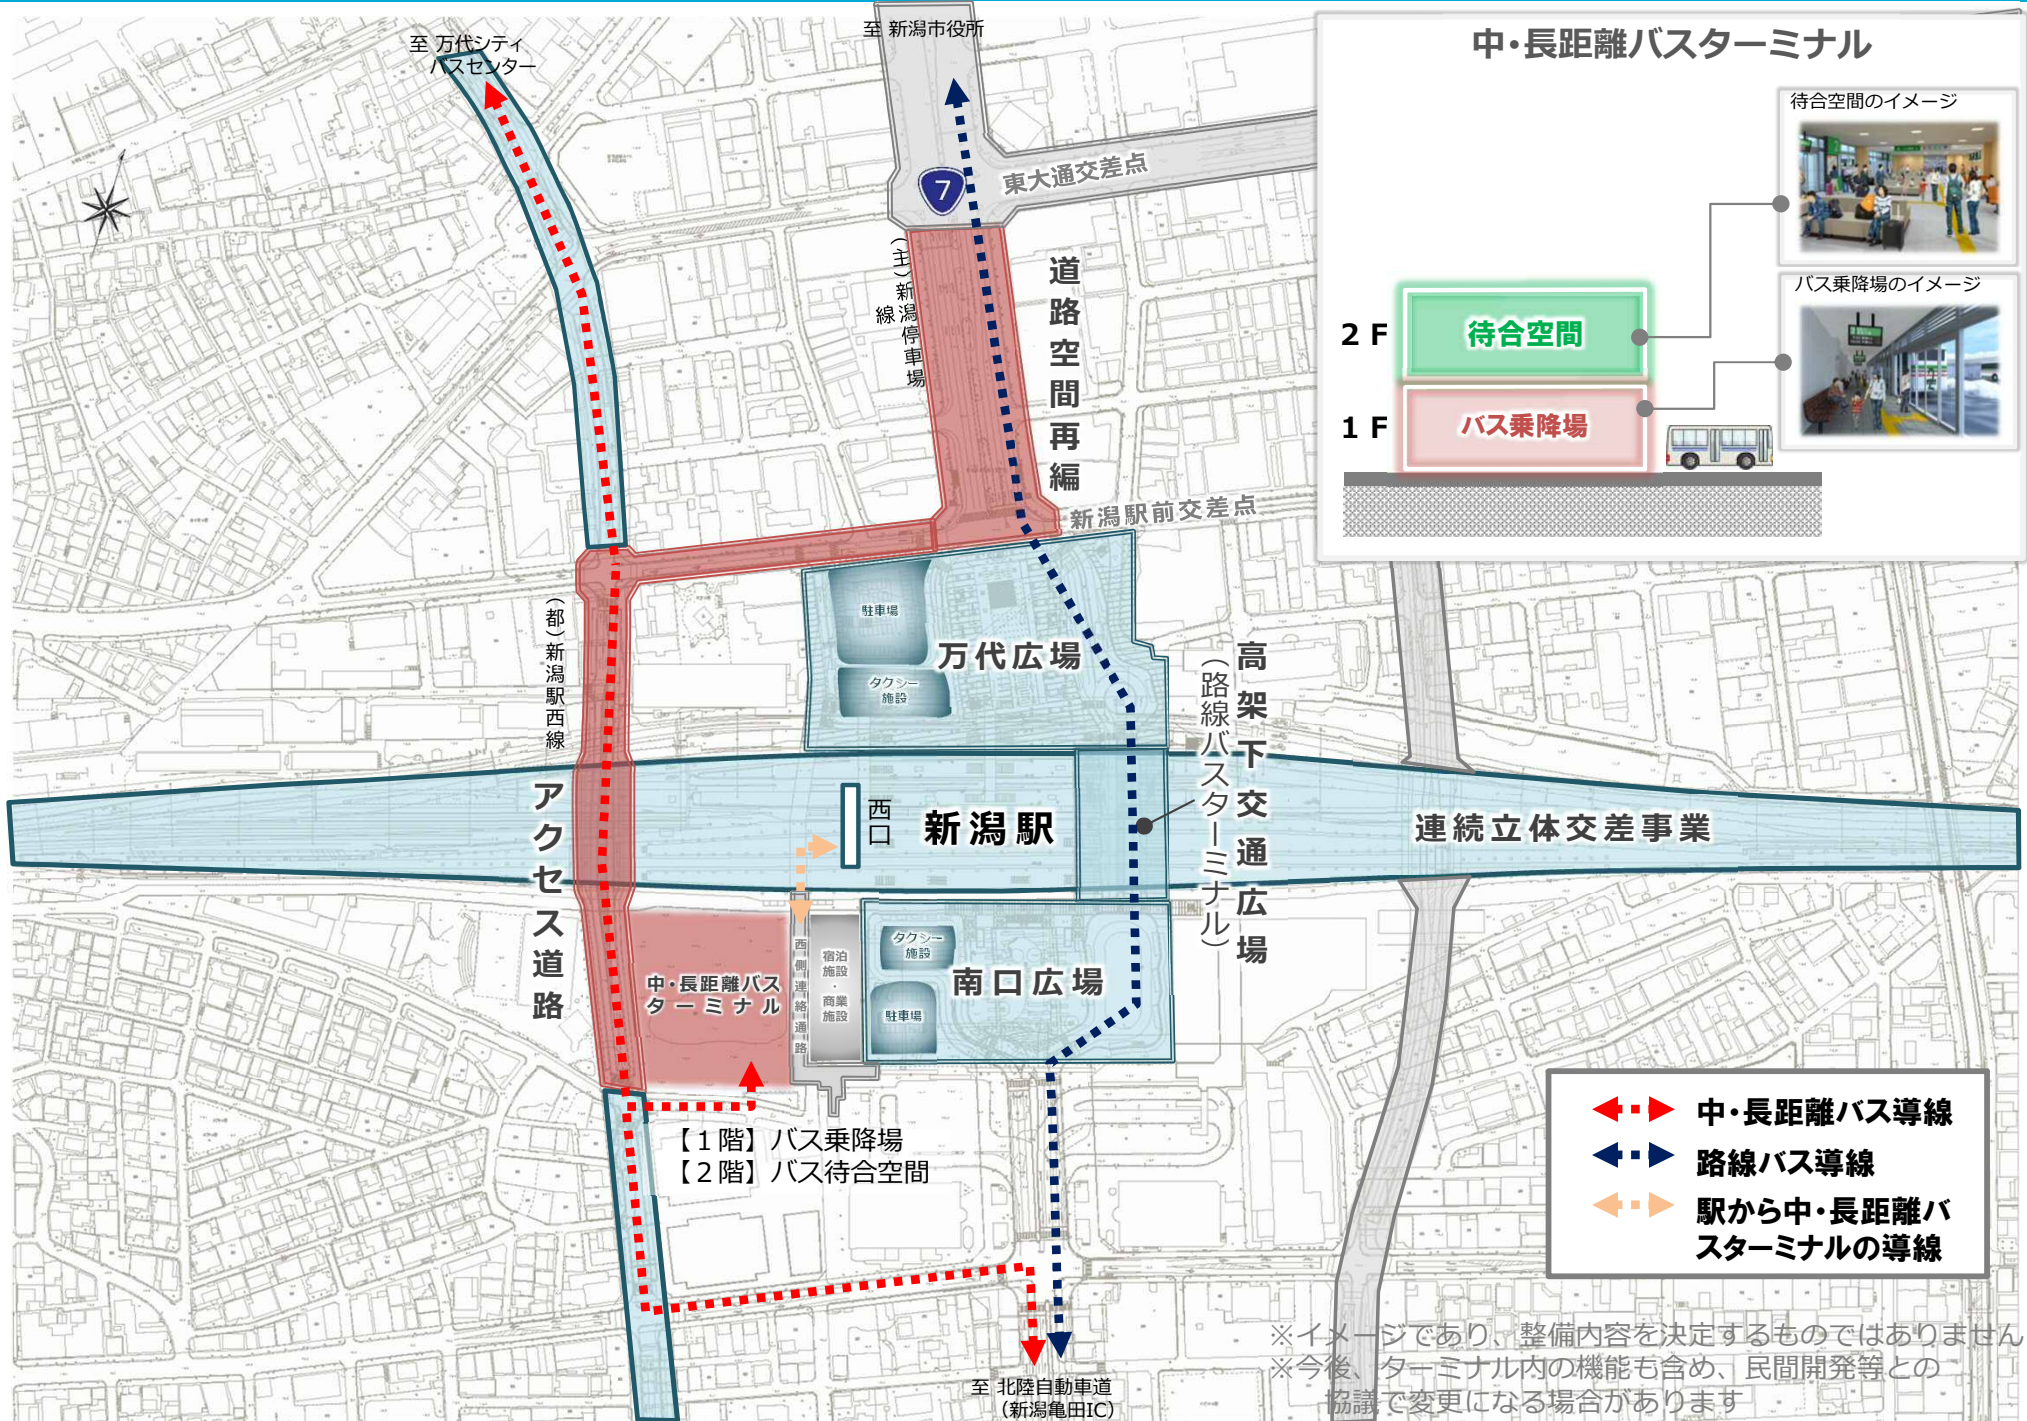 至 万代シティ
バスセンター
至 新潟市役所
7
東大通交差点
(主)新潟停車場
線
道路空間再編
新潟駅前交差点
中・長距離バスターミナル
待合空間のイメージ
バス乗降場のイメージ
2F
待合空間
1F
バス乗降場
駐車場
タクシー
施設
万代広場
(都)新潟駅西線
アクセス道路
高架下交通広場
(路線バスターミナル)
西口
新潟駅
連続立体交差事業
中・長距離バス
ターミナル
西側連絡通路
宿泊
施設
・
商業
施設
タクシー
施設
駐車場
南口広場
【1階】バス乗降場
【2階】バス待合空間
中・長距離バス導線
路線バス導線
駅から中・長距離バ
スターミナルの導線
至 北陸自動車道
(新潟亀田IC)
※イメージであり、整備内容を決定するものではありません
※今後、ターミナル内の機能も含め、民間開発等との
協議で変更になる場合があります